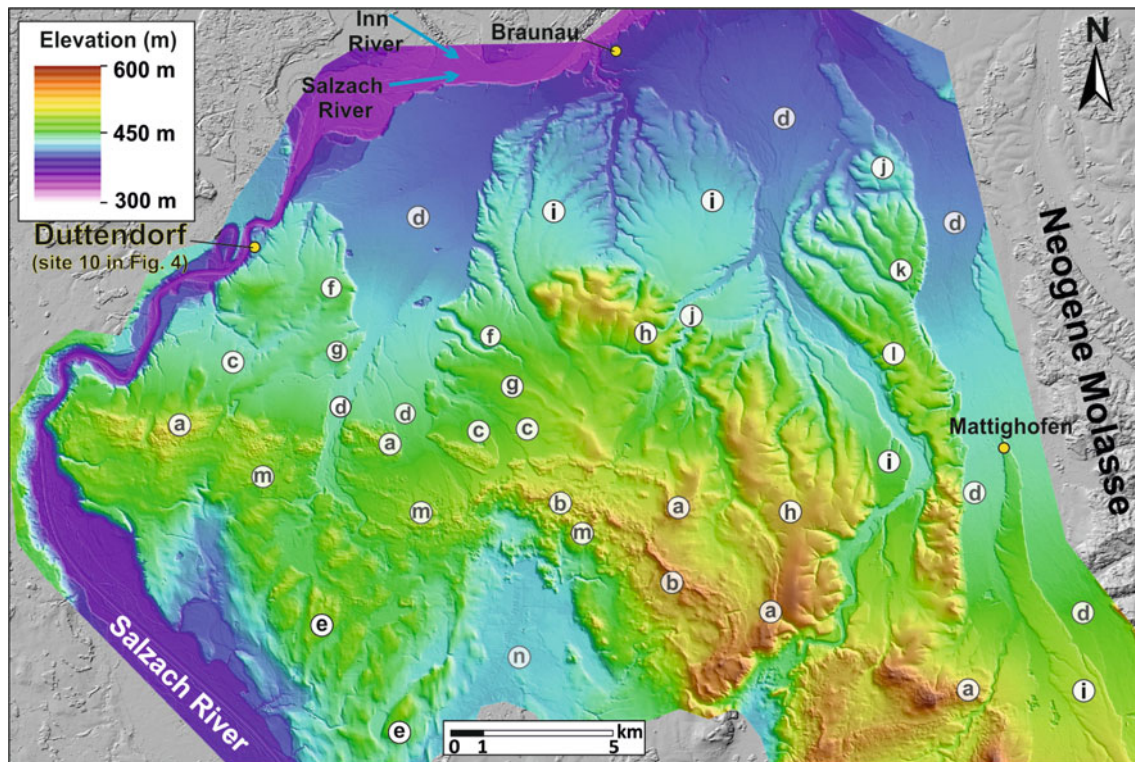 Elevation (m)
600 m
450 m
300 m
Inn
River
Salzach
River
Braunau
N
d
j
i
i
d
d
Duttendorf
(site 10 in Fig. 4)
k
f
j
h
f
c
g
l
g
d
d
a
c
c
a
Mattighofen
i
Neogene Molasse
m
d
b
a
h
m
m
b
a
d
e
n
a
i
e
Salzach River
0 1 5
km